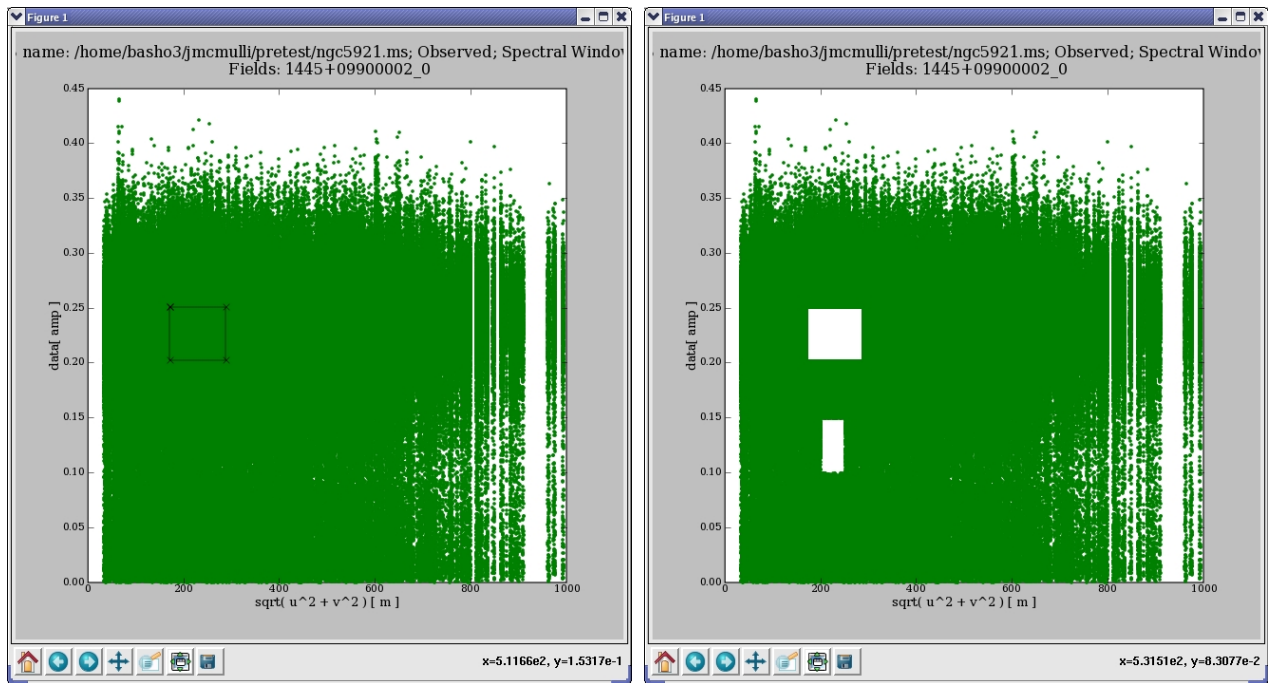 Figure 1
name: /home/basho3/jmcmulli/pretest/ngc5921.ms; Observed; Spectral Windo
Fields: 1445+09900002_0
0.45
0.40
0.35
0.30
0.25
0.20
0.15
0.10
0.05
0.00
data[ amp ]
0
200
400
600
800
1000
sqrt( u^2 + v^2 ) [ m ]
x=5.1166e2, y=1.5317e-1
Figure 1
name: /home/basho3/jmcmulli/pretest/ngc5921.ms; Observed; Spectral Windo
Fields: 1445+09900002_0
0.45
0.40
0.35
0.30
0.25
0.20
0.15
0.10
0.05
0.00
data[ amp ]
0
200
400
600
800
1000
sqrt( u^2 + v^2 ) [ m ]
x=5.3151e2, y=8.3077e-2